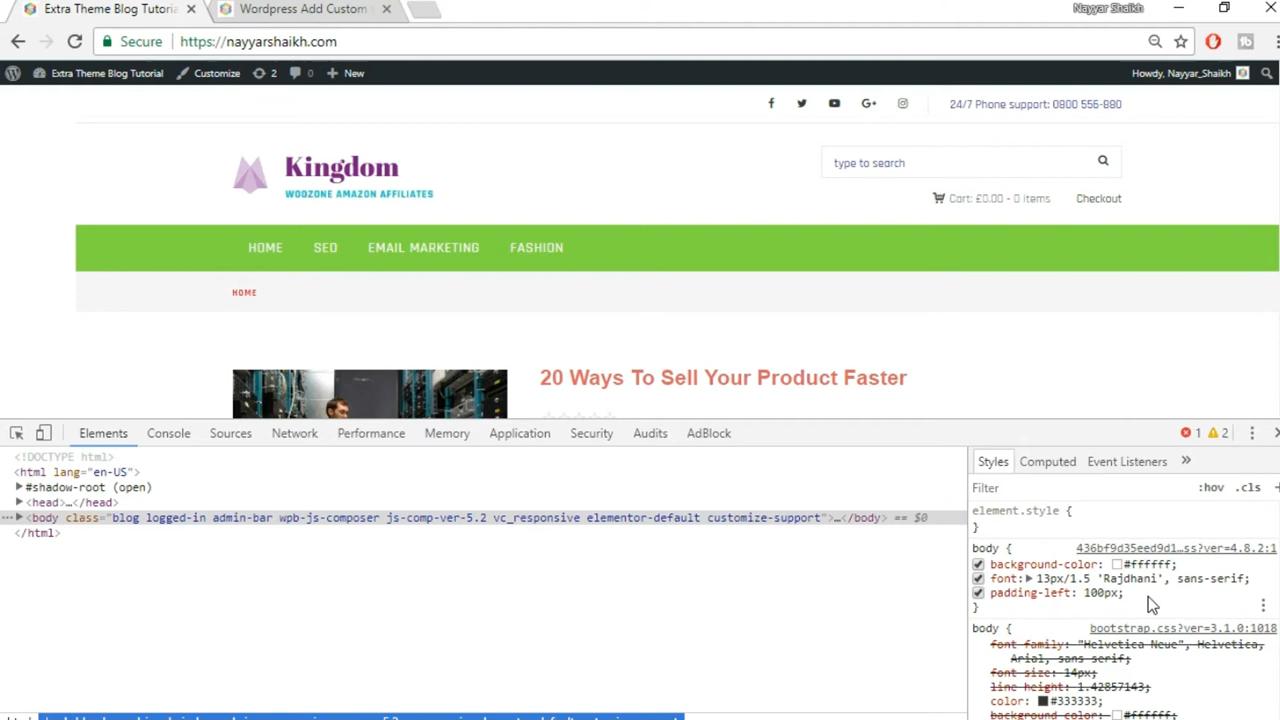 Extra Theme Blog Tutoria
Wordpress Add Custom
Nayyar Shaikh
Secure https://nayyarshaikh.com
Extra Theme Blog Tutorial Customize 2 0 New Howdy, Nayyar_Shaikh
24/7 Phone support: 0800 556-880
Kingdom
WOOZONE AMAZON AFFILIATES
type to search
Cart: £0.00 - 0 items Checkout
HOME SEO EMAIL MARKETING FASHION
HOME
20 Ways To Sell Your Product Faster
Elements Console Sources Network Performance Memory Application Security Audits AdBlock 1 2
<!DOCTYPE html>
<html lang="en-US">
#shadow-root (open)
<head>…</head>
<body class="blog logged-in admin-bar wpb-js-composer js-comp-ver-5.2 vc_responsive elementor-default customize-support">…</body> == $0
</html>
Styles Computed Event Listeners »
Filter :hov .cls +
element.style {
}
body { 436bf9d35eed9d1…ss?ver=4.8.2:1
background-color: #ffffff;
font: 13px/1.5 'Rajdhani', sans-serif;
padding-left: 100px;
}
body { bootstrap.css?ver=3.1.0:1018
font-family: "Helvetica Neue", Helvetica,
Arial, sans-serif;
font-size: 14px;
line-height: 1.42857143;
color: #333333;
background-color: #ffffff;